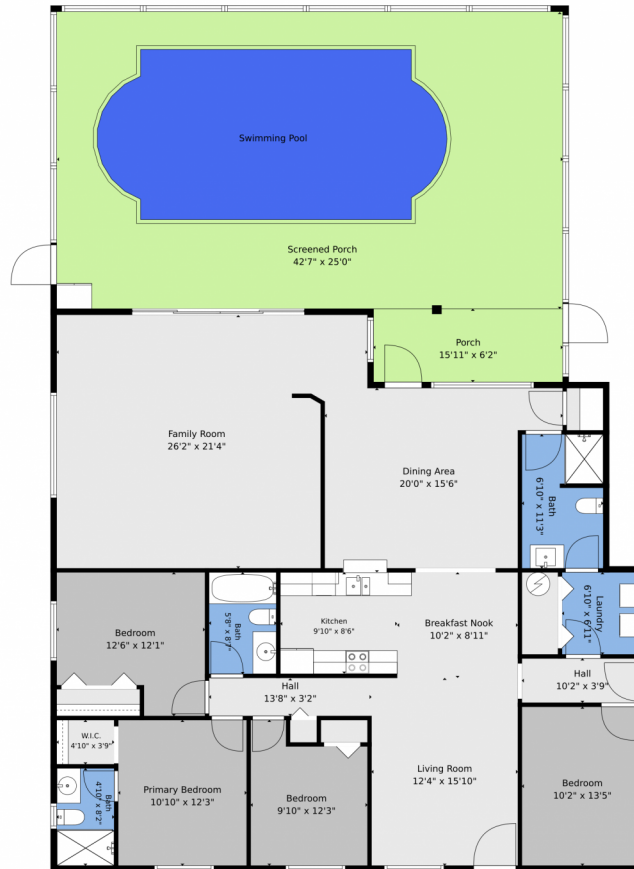 Swimming Pool
Screened Porch
42'7" x 25'0"
Porch
15'11" x 6'2"
Family Room
26'2" x 21'4"
Dining Area
20'0" x 15'6"
Bath
6'10" x 11'3"
Bedroom
12'6" x 12'1"
Bath
5'8" x 8'7"
Kitchen
9'10" x 8'6"
Breakfast Nook
10'2" x 8'11"
Laundry
6'10" x 6'11"
Hall
13'8" x 3'2"
Hall
10'2" x 3'9"
W.I.C.
4'10" x 3'9"
Bath
4'10" x 8'2"
Primary Bedroom
10'10" x 12'3"
Bedroom
9'10" x 12'3"
Living Room
12'4" x 15'10"
Bedroom
10'2" x 13'5"